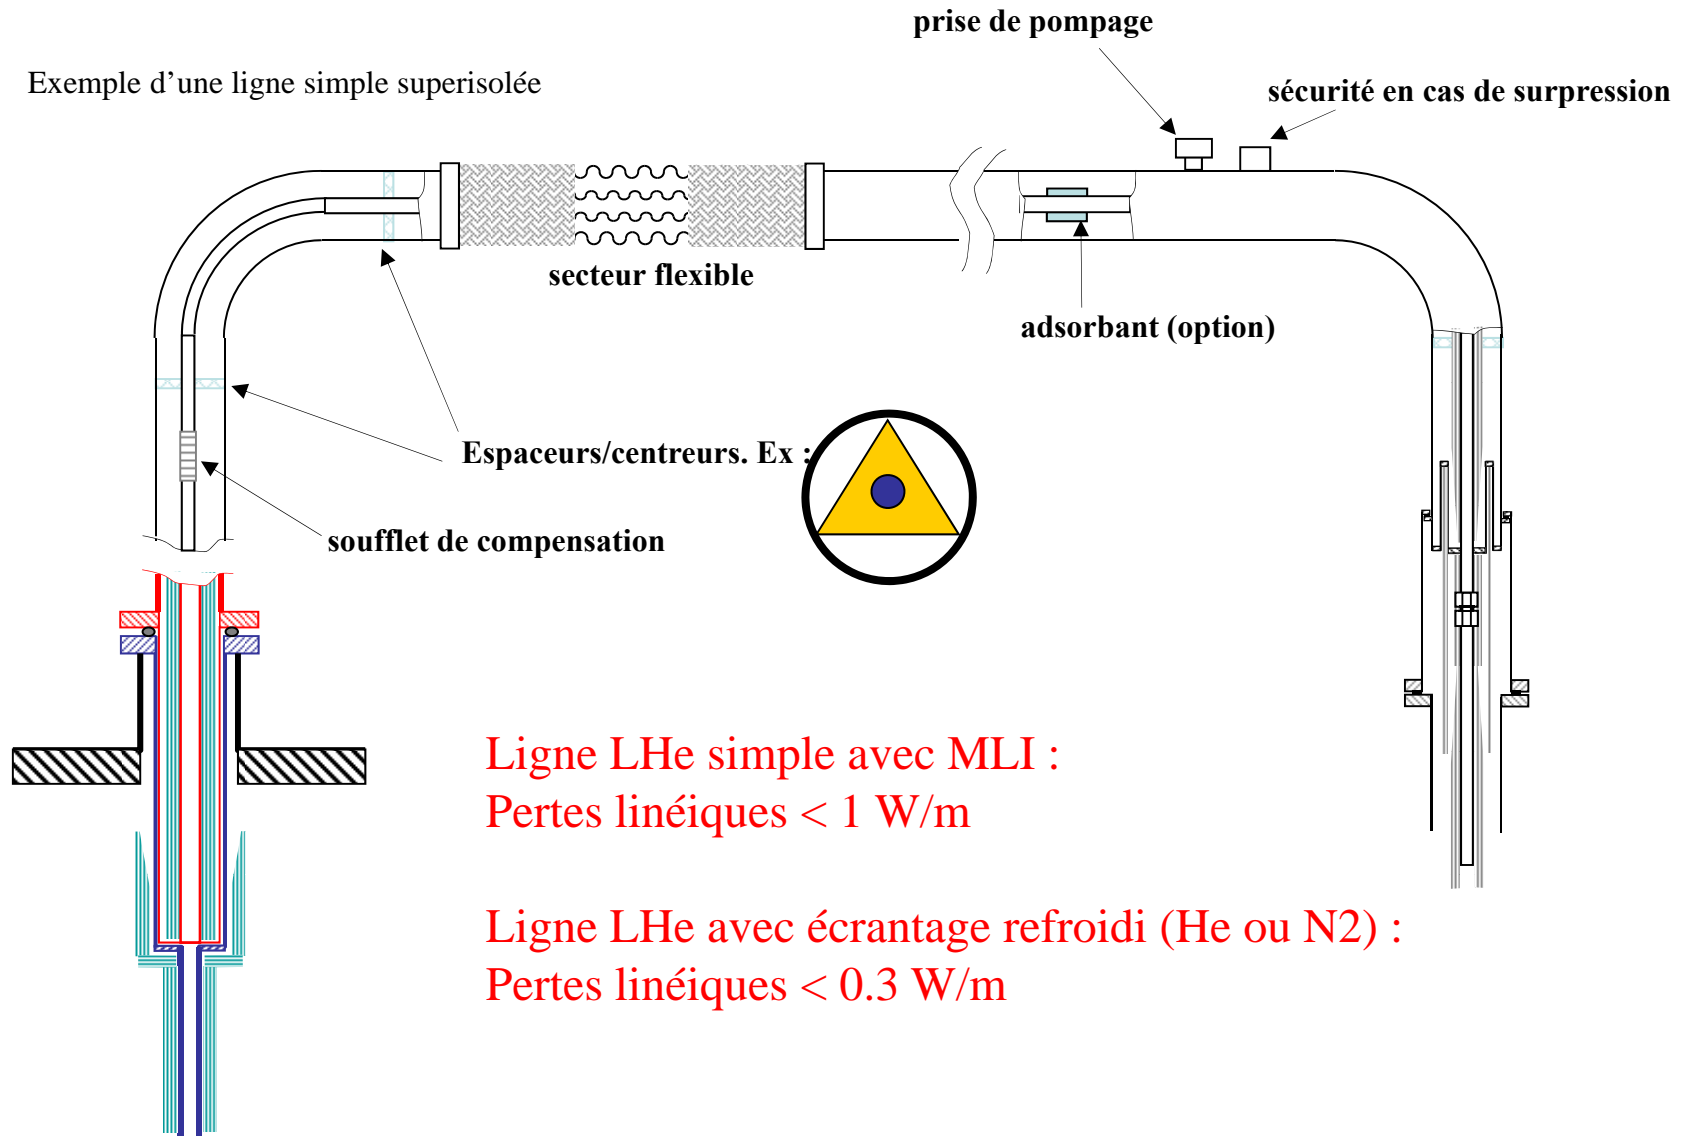 prise de pompage
Exemple d’une ligne simple superisolée
sécurité en cas de surpression
secteur flexible
adsorbant (option)
Espaceurs/centreurs. Ex :
soufflet de compensation
Ligne LHe simple avec MLI :
Pertes linéiques < 1 W/m
Ligne LHe avec écrantage refroidi (He ou N2) :
Pertes linéiques < 0.3 W/m